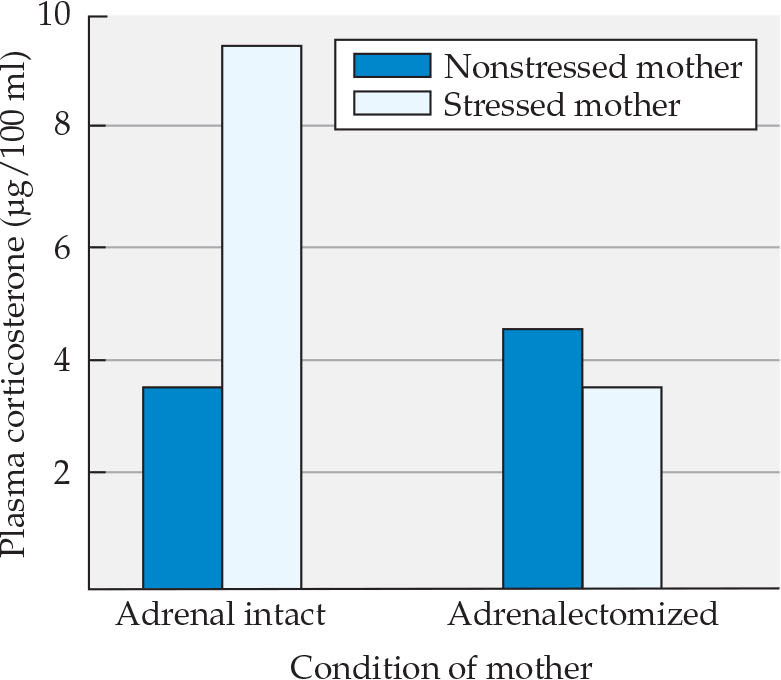 10
8
6
4
2
Plasma corticosterone (µg/100 ml)
Nonstressed mother
Stressed mother
Adrenal intact
Adrenalectomized
Condition of mother